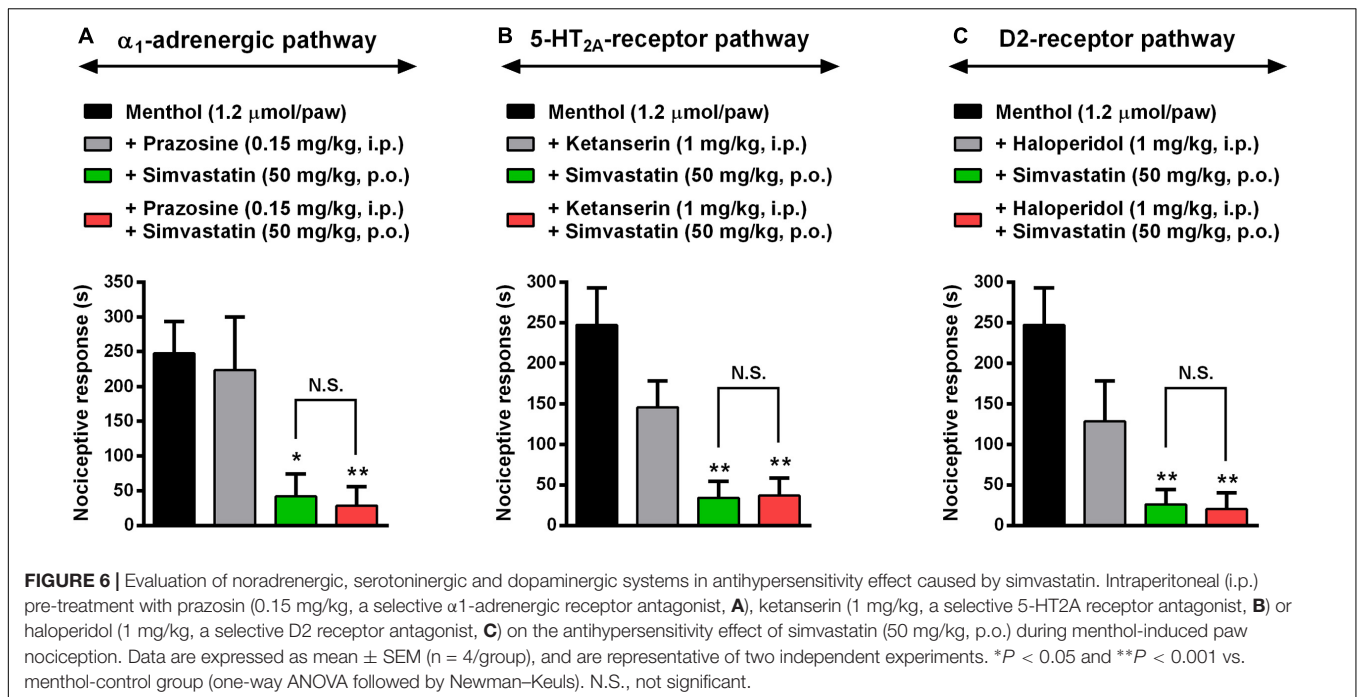 A α1-adrenergic pathway
Menthol (1.2 μmol/paw)
+ Prazosine (0.15 mg/kg, i.p.)
+ Simvastatin (50 mg/kg, p.o.)
+ Prazosine (0.15 mg/kg, i.p.)
+ Simvastatin (50 mg/kg, p.o.)
Nociceptive response (s)
350
300
250
200
150
100
50
0
N.S.
*
**
B 5-HT2A-receptor pathway
Menthol (1.2 μmol/paw)
+ Ketanserin (1 mg/kg, i.p.)
+ Simvastatin (50 mg/kg, p.o.)
+ Ketanserin (1 mg/kg, i.p.)
+ Simvastatin (50 mg/kg, p.o.)
Nociceptive response (s)
300
250
200
150
100
50
0
N.S.
**
**
C D2-receptor pathway
Menthol (1.2 μmol/paw)
+ Haloperidol (1 mg/kg, i.p.)
+ Simvastatin (50 mg/kg, p.o.)
+ Haloperidol (1 mg/kg, i.p.)
+ Simvastatin (50 mg/kg, p.o.)
Nociceptive response (s)
300
250
200
150
100
50
0
N.S.
**
**
FIGURE 6 | Evaluation of noradrenergic, serotoninergic and dopaminergic systems in antihypersensitivity effect caused by simvastatin. Intraperitoneal (i.p.)
pre-treatment with prazosin (0.15 mg/kg, a selective α1-adrenergic receptor antagonist, A), ketanserin (1 mg/kg, a selective 5-HT2A receptor antagonist, B) or
haloperidol (1 mg/kg, a selective D2 receptor antagonist, C) on the antihypersensitivity effect of simvastatin (50 mg/kg, p.o.) during menthol-induced paw
nociception. Data are expressed as mean ± SEM (n = 4/group), and are representative of two independent experiments. *P < 0.05 and **P < 0.001 vs.
menthol-control group (one-way ANOVA followed by Newman–Keuls). N.S., not significant.